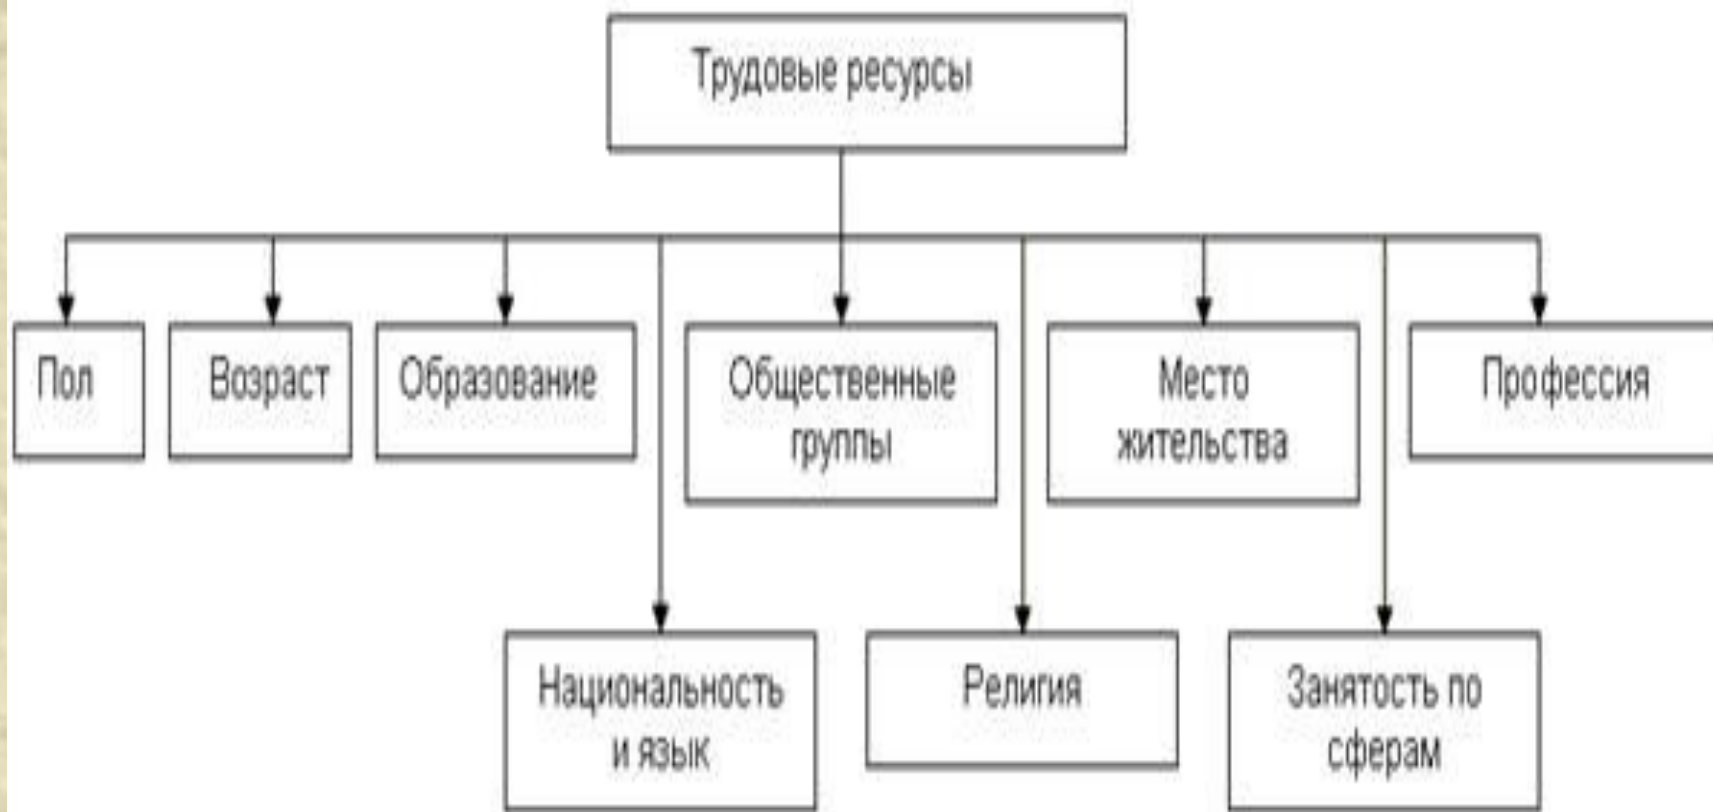 Трудовые ресурсы
Пол
Возраст
Образование
Общественные
группы
Место
жительства
Профессия
Национальность
и язык
Религия
Занятость по
сферам